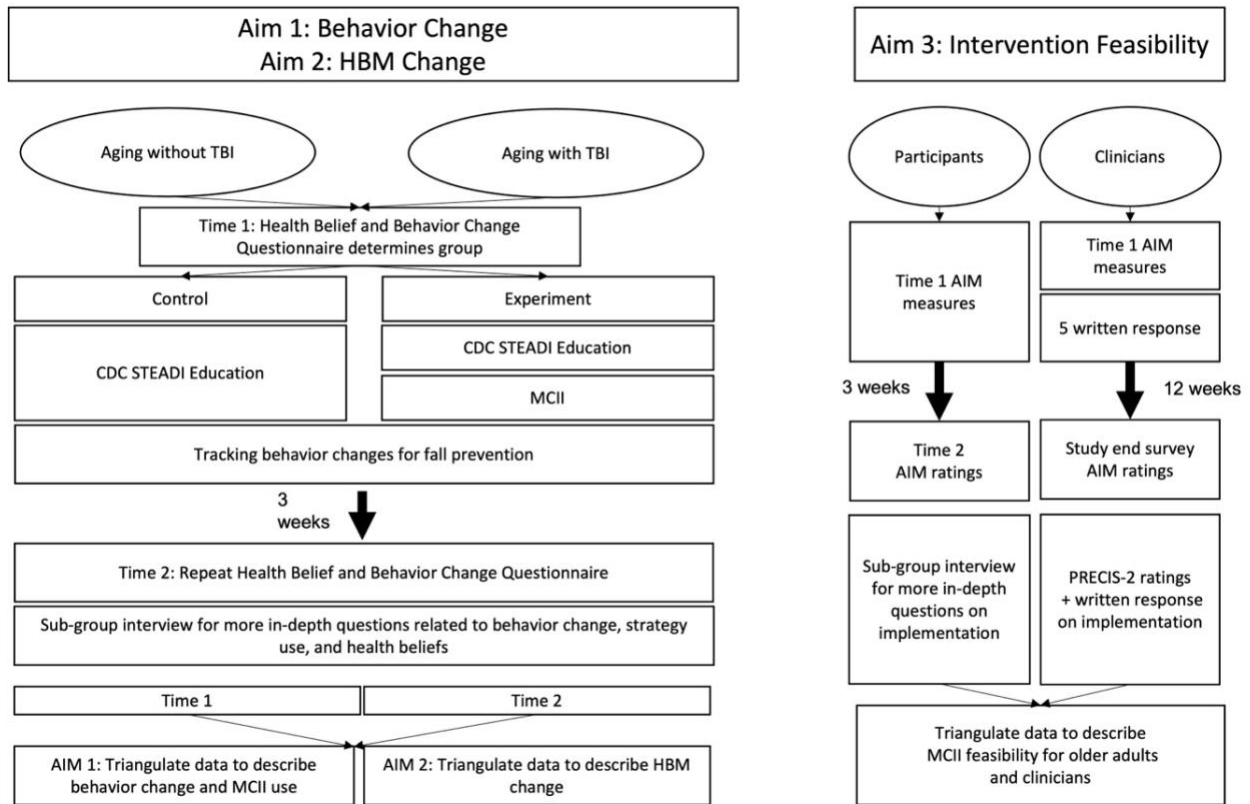 Aim 1: Behavior Change
Aim 2: HBM Change
Aging without TBI
Aging with TBI
Time 1: Health Belief and Behavior Change
Questionnaire determines group
Control
Experiment
CDC STEADI Education
CDC STEADI Education
MCII
Tracking behavior changes for fall prevention
3
weeks
Time 2: Repeat Health Belief and Behavior Change Questionnaire
Sub-group interview for more in-depth questions related to behavior change, strategy
use, and health beliefs
Time 1
Time 2
AIM 1: Triangulate data to describe
behavior change and MCII use
AIM 2: Triangulate data to describe HBM
change
Aim 3: Intervention Feasibility
Participants
Clinicians
Time 1 AIM
measures
Time 1 AIM
measures
5 written response
3 weeks
12 weeks
Time 2
AIM ratings
Study end survey
AIM ratings
Sub-group interview
for more in-depth
questions on
implementation
PRECIS-2 ratings
+ written response
on implementation
Triangulate data to describe
MCII feasibility for older adults
and clinicians